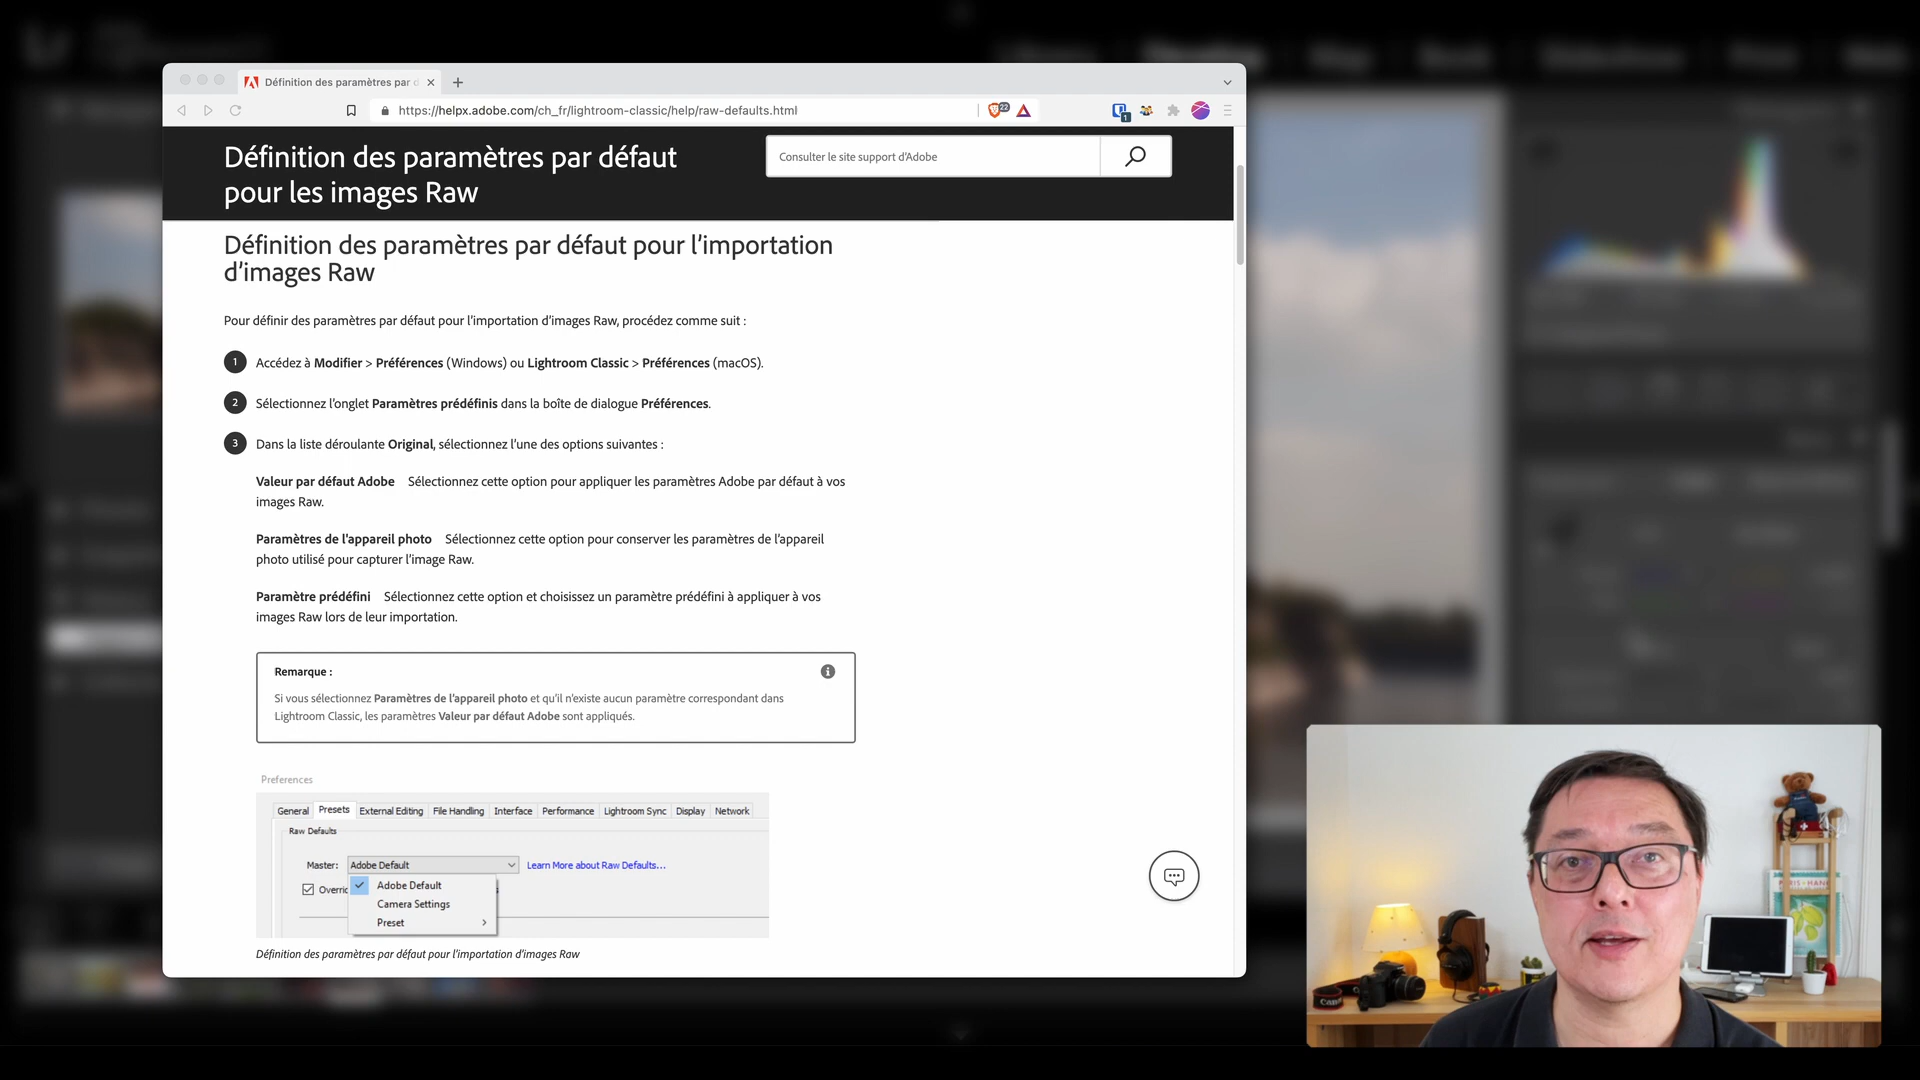 Définition des paramètres par d
https://helpx.adobe.com/ch_fr/lightroom-classic/help/raw-defaults.html
22
1
Définition des paramètres par défaut
pour les images Raw
Consulter le site support d'Adobe
Définition des paramètres par défaut pour l'importation
d'images Raw
Pour définir des paramètres par défaut pour l'importation d'images Raw, procédez comme suit :
1 Accédez à Modifier > Préférences (Windows) ou Lightroom Classic > Préférences (macOS).
2 Sélectionnez l'onglet Paramètres prédéfinis dans la boîte de dialogue Préférences.
3 Dans la liste déroulante Original, sélectionnez l'une des options suivantes :
Valeur par défaut Adobe Sélectionnez cette option pour appliquer les paramètres Adobe par défaut à vos
images Raw.
Paramètres de l'appareil photo Sélectionnez cette option pour conserver les paramètres de l'appareil
photo utilisé pour capturer l'image Raw.
Paramètre prédéfini Sélectionnez cette option et choisissez un paramètre prédéfini à appliquer à vos
images Raw lors de leur importation.
Remarque :
Si vous sélectionnez Paramètres de l'appareil photo et qu'il n'existe aucun paramètre correspondant dans
Lightroom Classic, les paramètres Valeur par défaut Adobe sont appliqués.
Preferences
General Presets External Editing File Handling Interface Performance Lightroom Sync Display Network
Raw Defaults
Master: Adobe Default Learn More about Raw Defaults...
Overric
Adobe Default
Camera Settings
Preset
Définition des paramètres par défaut pour l'importation d'images Raw
Canon